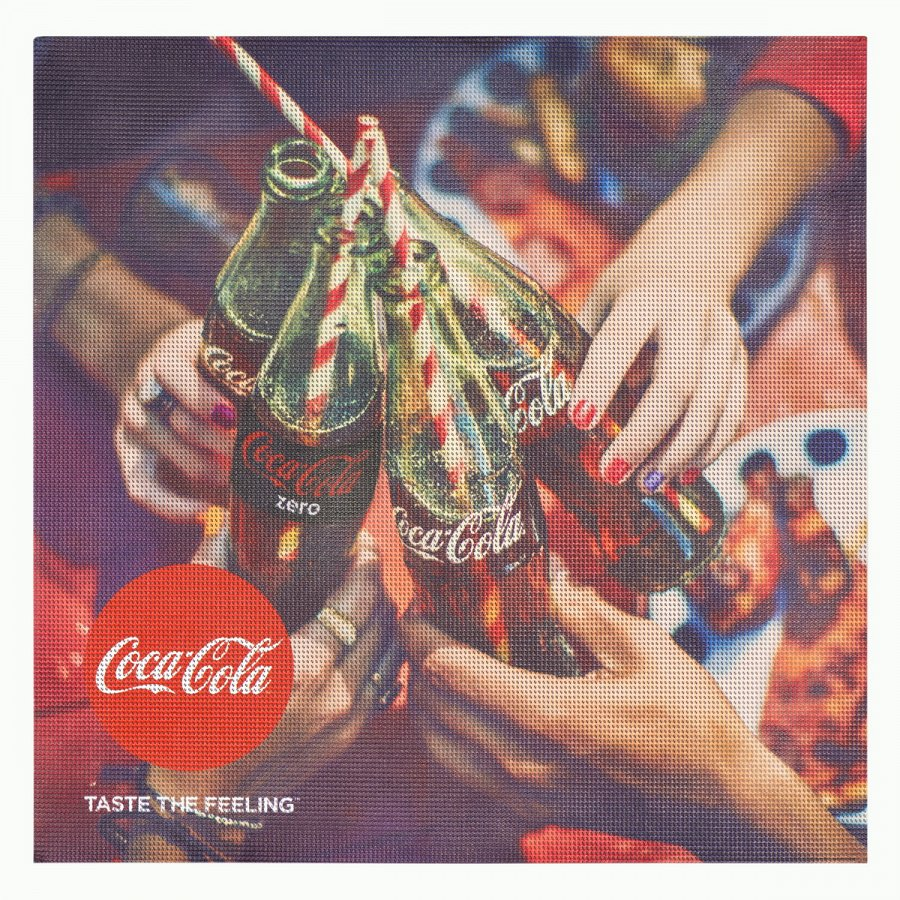 Coca
Cola
Coca-Cola
zero
Coca-Cola
Coca-Cola
TASTE THE FEELING™